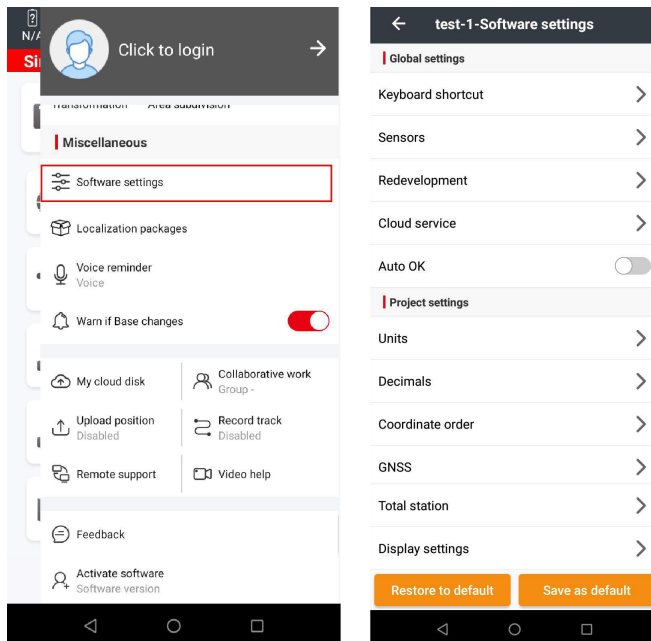 N/A
Click to login
Transformation Area subdivision
Miscellaneous
Software settings
Localization packages
Voice reminder
Voice
Warn if Base changes
My cloud disk
Collaborative work
Group -
Upload position
Disabled
Record track
Disabled
Remote support
Video help
Feedback
Activate software
Software version
test-1-Software settings
Global settings
Keyboard shortcut
Sensors
Redevelopment
Cloud service
Auto OK
Project settings
Units
Decimals
Coordinate order
GNSS
Total station
Display settings
Restore to default
Save as default